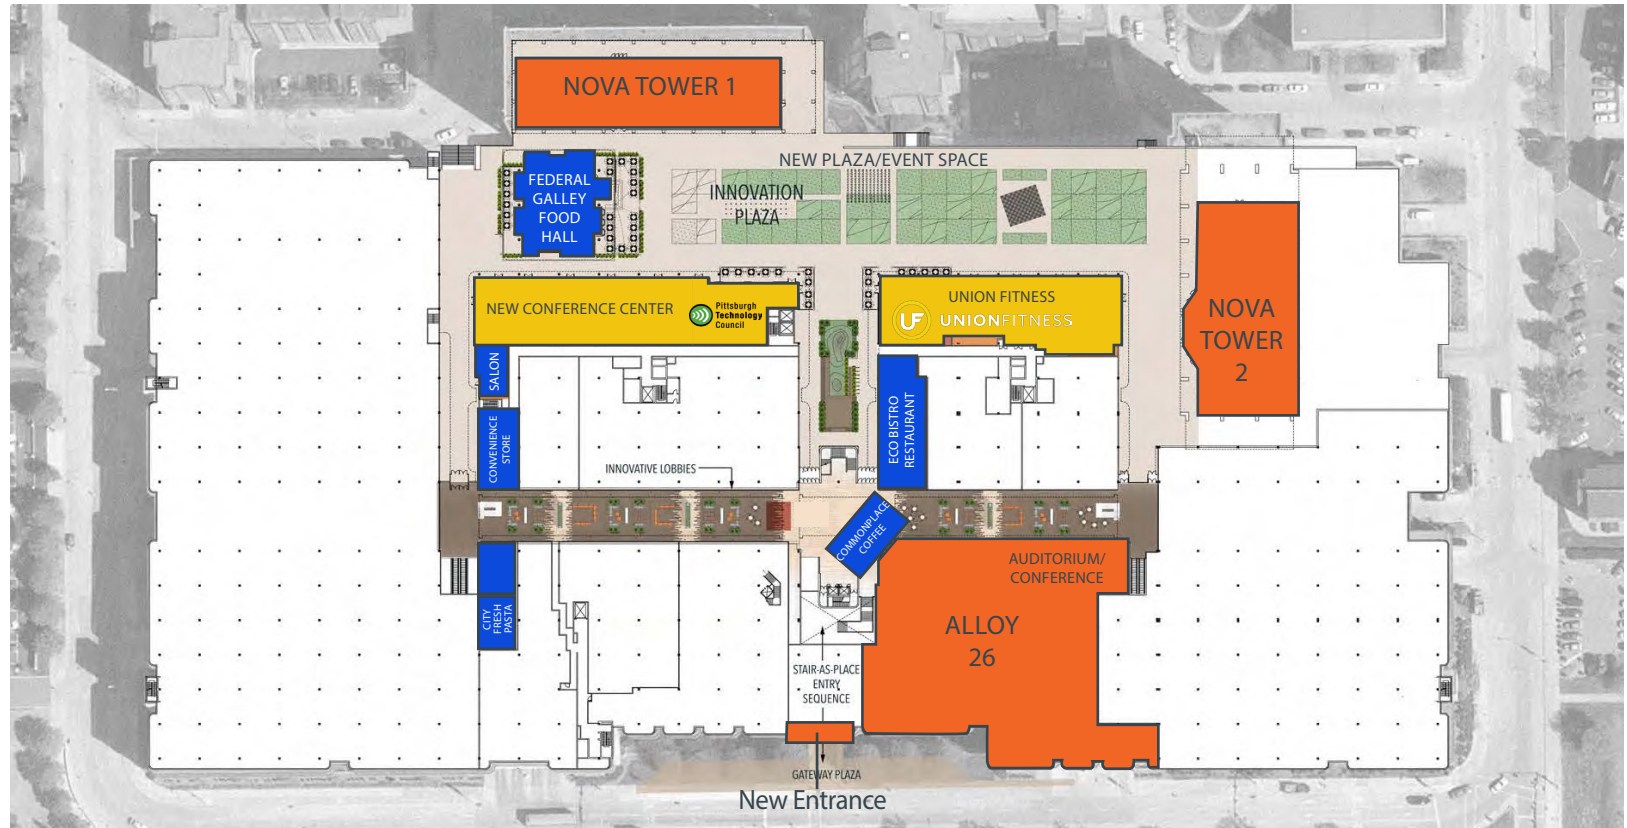 NOVA TOWER 1
NEW PLAZA/EVENT SPACE
FEDERAL
GALLEY
FOOD
HALL
INNOVATION
PLAZA
NEW CONFERENCE CENTER
Pittsburgh
Technology
Council
UNION FITNESS
UF UNIONFITNESS
NOVA
TOWER
2
SALON
CONVENIENCE
STORE
ECO BISTRO
RESTAURANT
INNOVATIVE LOBBIES
COMMONPLACE
COFFEE
AUDITORIUM/
CONFERENCE
CITY
FRESH
PASTA
ALLOY
26
STAIR-AS-PLACE
ENTRY
SEQUENCE
GATEWAY PLAZA
New Entrance